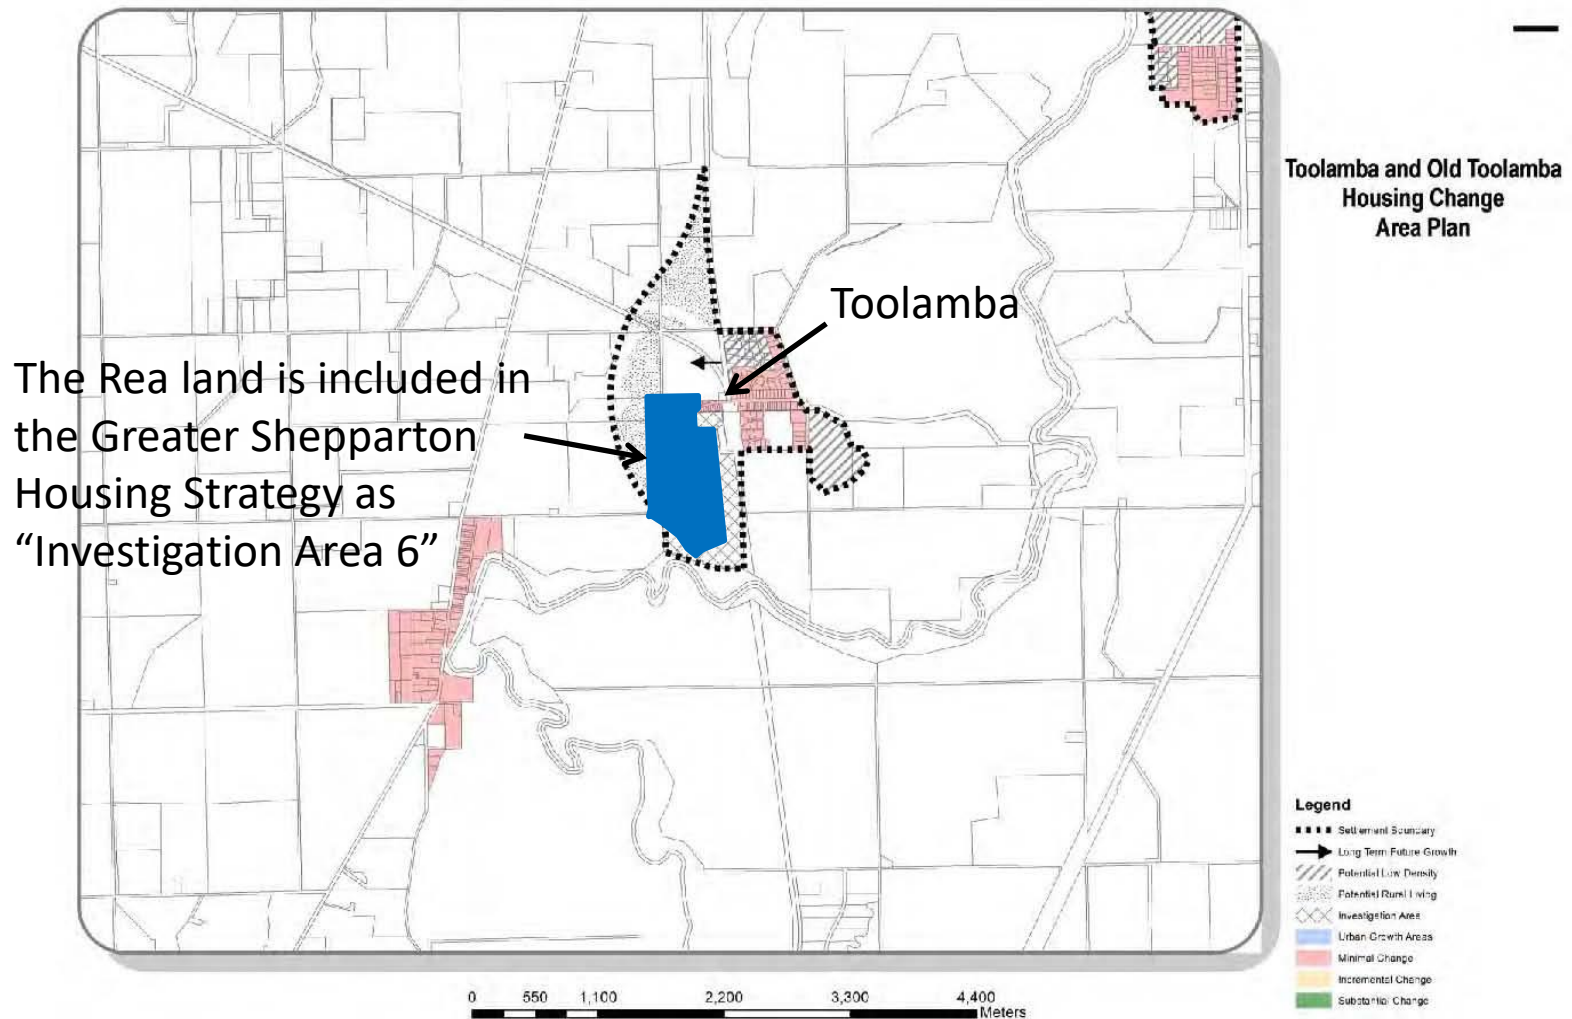 Toolamba and Old Toolamba
Housing Change
Area Plan
Toolamba
The Rea land is included in
the Greater Shepparton
Housing Strategy as
“Investigation Area 6”
Legend
Settlement Boundary
Long Term Future Growth
Potential Low Density
Potential Rural Living
Investigation Area
Urban Growth Areas
Minimal Change
Incremental Change
Substantial Change
0 550 1,100 2,200 3,300 4,400
Meters